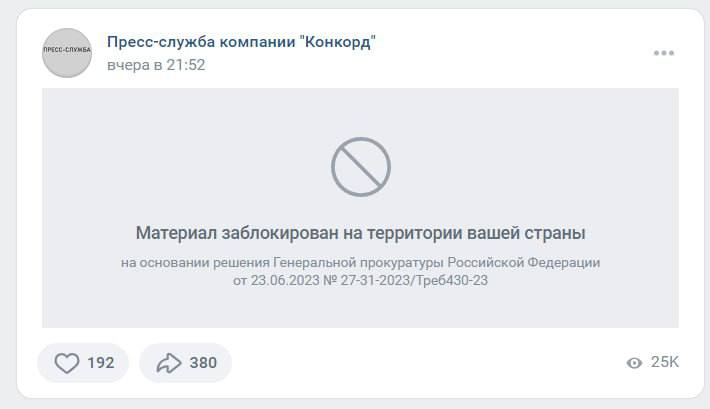 ПРЕСС-СЛУЖБА
Пресс-служба компании "Конкорд"
вчера в 21:52
Материал заблокирован на территории вашей страны
на основании решения Генеральной прокуратуры Российской Федерации
от 23.06.2023 № 27-31-2023/Треб430-23
192
380
25K